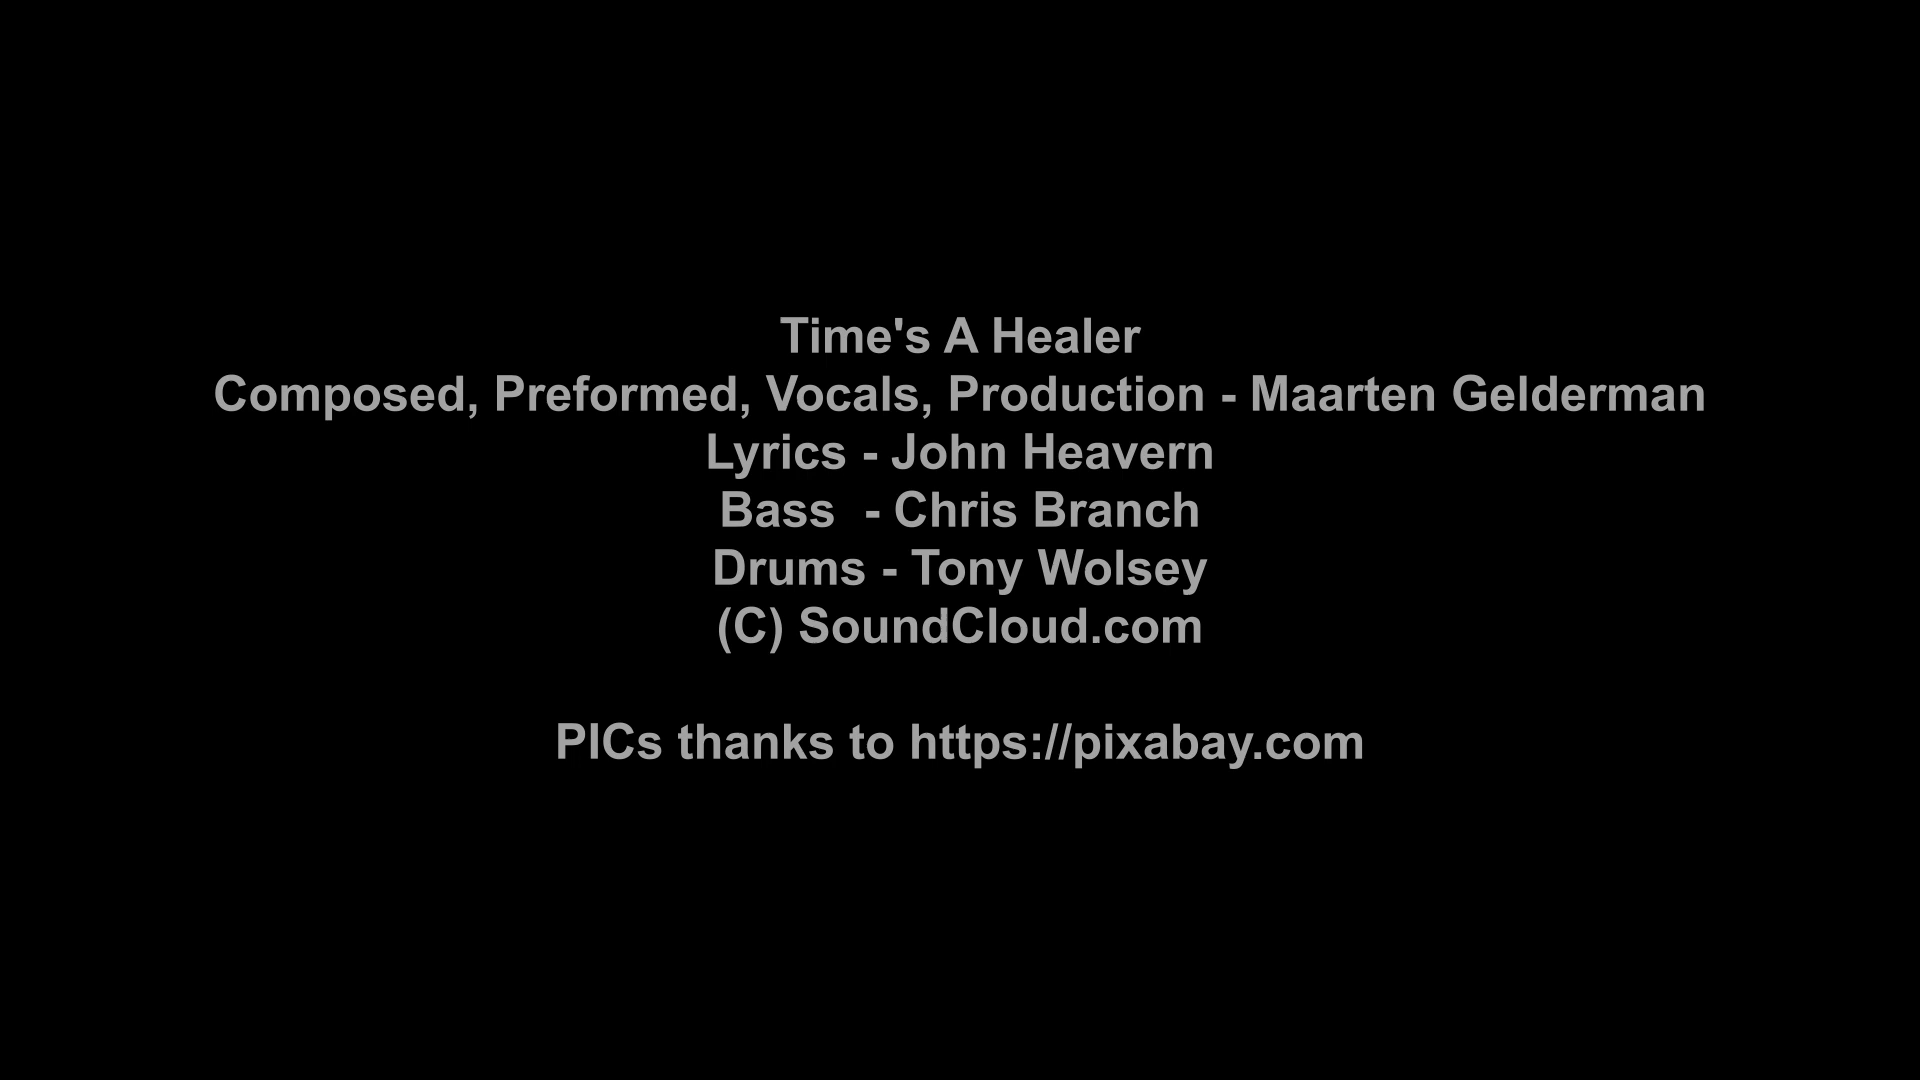 Time's A Healer
Composed, Preformed, Vocals, Production - Maarten Gelderman
Lyrics - John Heavern
Bass  - Chris Branch
Drums - Tony Wolsey
(C) SoundCloud.com
PICs thanks to https://pixabay.com